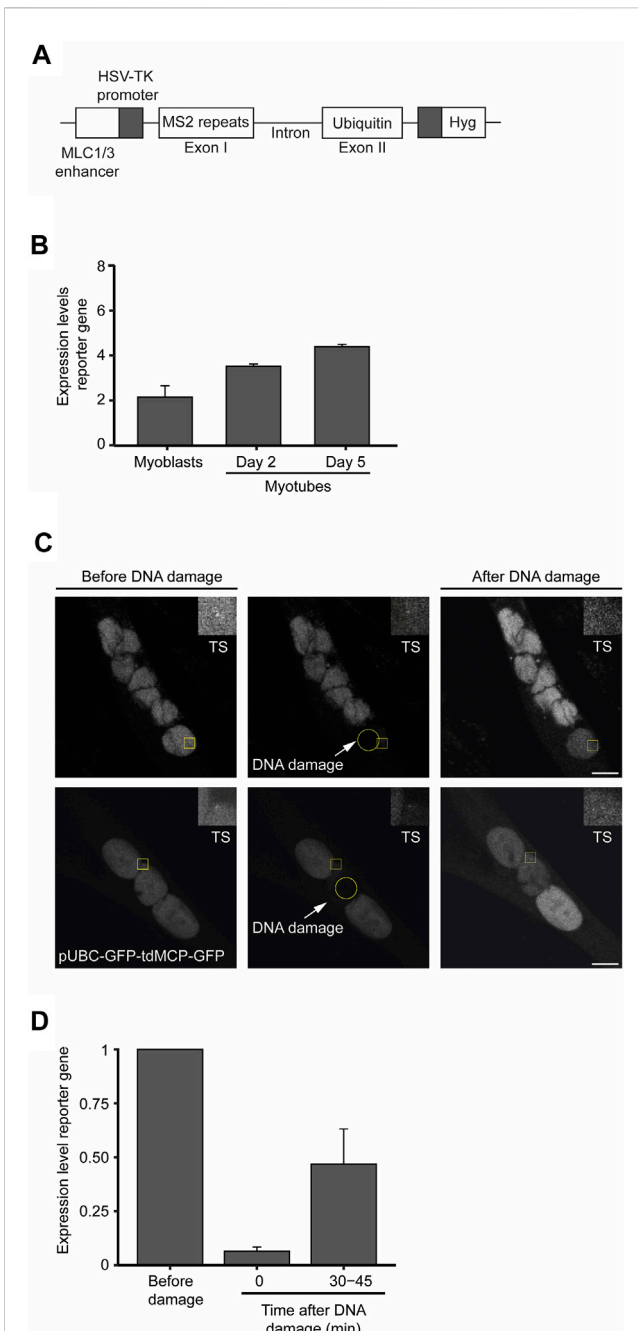 A
HSV-TK
promoter
MS2 repeats
Ubiquitin
Hyg
Intron
Exon I
Exon II
MLC1/3
enhancer
B
Expression levels
reporter gene
8
6
4
2
0
Myoblasts
Day 2
Day 5
Myotubes
C
Before DNA damage
After DNA damage
TS
TS
TS
DNA damage
TS
TS
TS
DNA damage
pUBC-GFP-tdMCP-GFP
D
Expression level reporter gene
1
0.75
0.50
0.25
0
Before
damage
0
30–45
Time after DNA
damage (min)